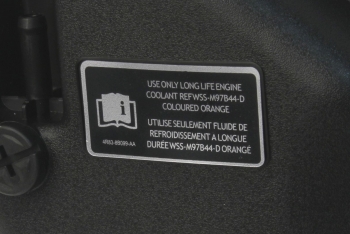 USE ONLY LONG LIFE ENGINE
COOLANT REF WSS-M97B44-D
COLOURED ORANGE
UTILISE SEULEMENT FLUIDE DE
REFROIDISSEMENT A LONGUE
DURÉE WSS-M97B44-D ORANGE